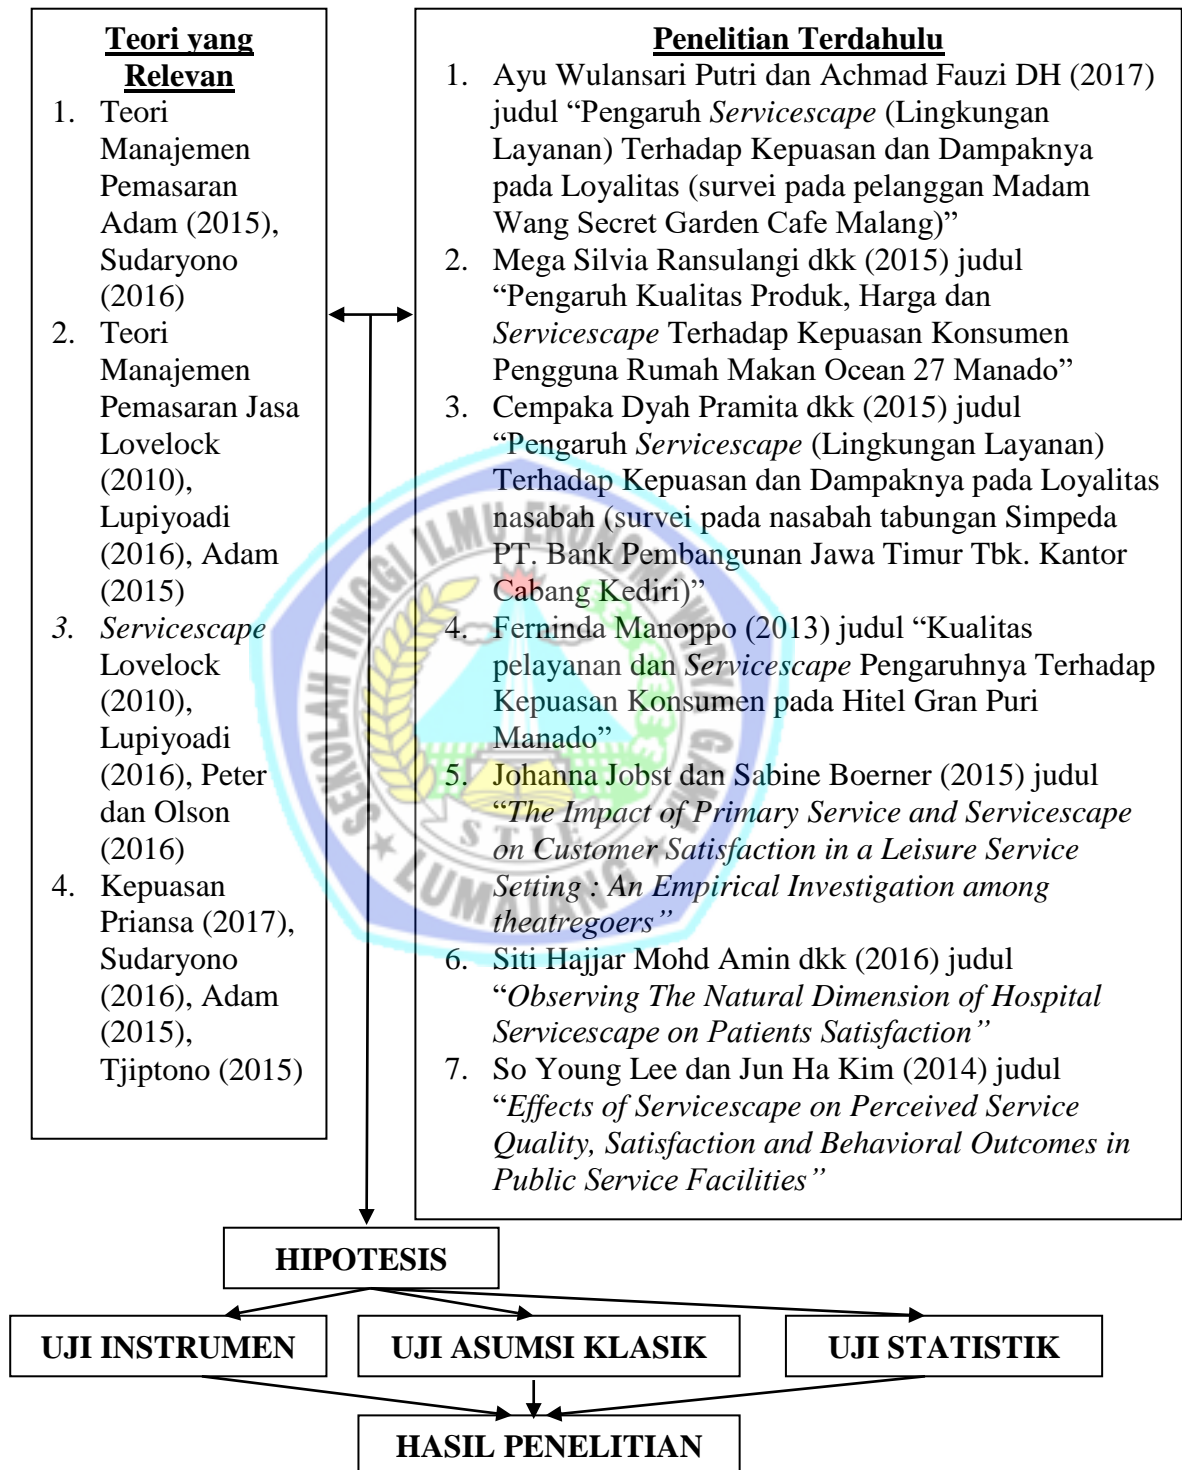 Teori yang
Relevan
1. Teori
Manajemen
Pemasaran
Adam (2015),
Sudaryono
(2016)
2. Teori
Manajemen
Pemasaran Jasa
Lovelock
(2010),
Lupiyoadi
(2016), Adam
(2015)
3. Servicescape
Lovelock
(2010),
Lupiyoadi
(2016), Peter
dan Olson
(2016)
4. Kepuasan
Priansa (2017),
Sudaryono
(2016), Adam
(2015),
Tjiptono (2015)
Penelitian Terdahulu
1. Ayu Wulansari Putri dan Achmad Fauzi DH (2017)
judul “Pengaruh Servicescape (Lingkungan
Layanan) Terhadap Kepuasan dan Dampaknya
pada Loyalitas (survei pada pelanggan Madam
Wang Secret Garden Cafe Malang)”
2. Mega Silvia Ransulangi dkk (2015) judul
“Pengaruh Kualitas Produk, Harga dan
Servicescape Terhadap Kepuasan Konsumen
Pengguna Rumah Makan Ocean 27 Manado”
3. Cempaka Dyah Pramita dkk (2015) judul
“Pengaruh Servicescape (Lingkungan Layanan)
Terhadap Kepuasan dan Dampaknya pada Loyalitas
nasabah (survei pada nasabah tabungan Simpeda
PT. Bank Pembangunan Jawa Timur Tbk. Kantor
Cabang Kediri)”
4. Ferninda Manoppo (2013) judul “Kualitas
pelayanan dan Servicescape Pengaruhnya Terhadap
Kepuasan Konsumen pada Hitel Gran Puri
Manado”
5. Johanna Jobst dan Sabine Boerner (2015) judul
“The Impact of Primary Service and Servicescape
on Customer Satisfaction in a Leisure Service
Setting : An Empirical Investigation among
theatregoers”
6. Siti Hajjar Mohd Amin dkk (2016) judul
“Observing The Natural Dimension of Hospital
Servicescape on Patients Satisfaction”
7. So Young Lee dan Jun Ha Kim (2014) judul
“Effects of Servicescape on Perceived Service
Quality, Satisfaction and Behavioral Outcomes in
Public Service Facilities”
SEKOLAH TINGGI ILMU EKONOMI WIDYA GAMA
STIE
LUMAJANG
HIPOTESIS
UJI INSTRUMEN
UJI ASUMSI KLASIK
UJI STATISTIK
HASIL PENELITIAN